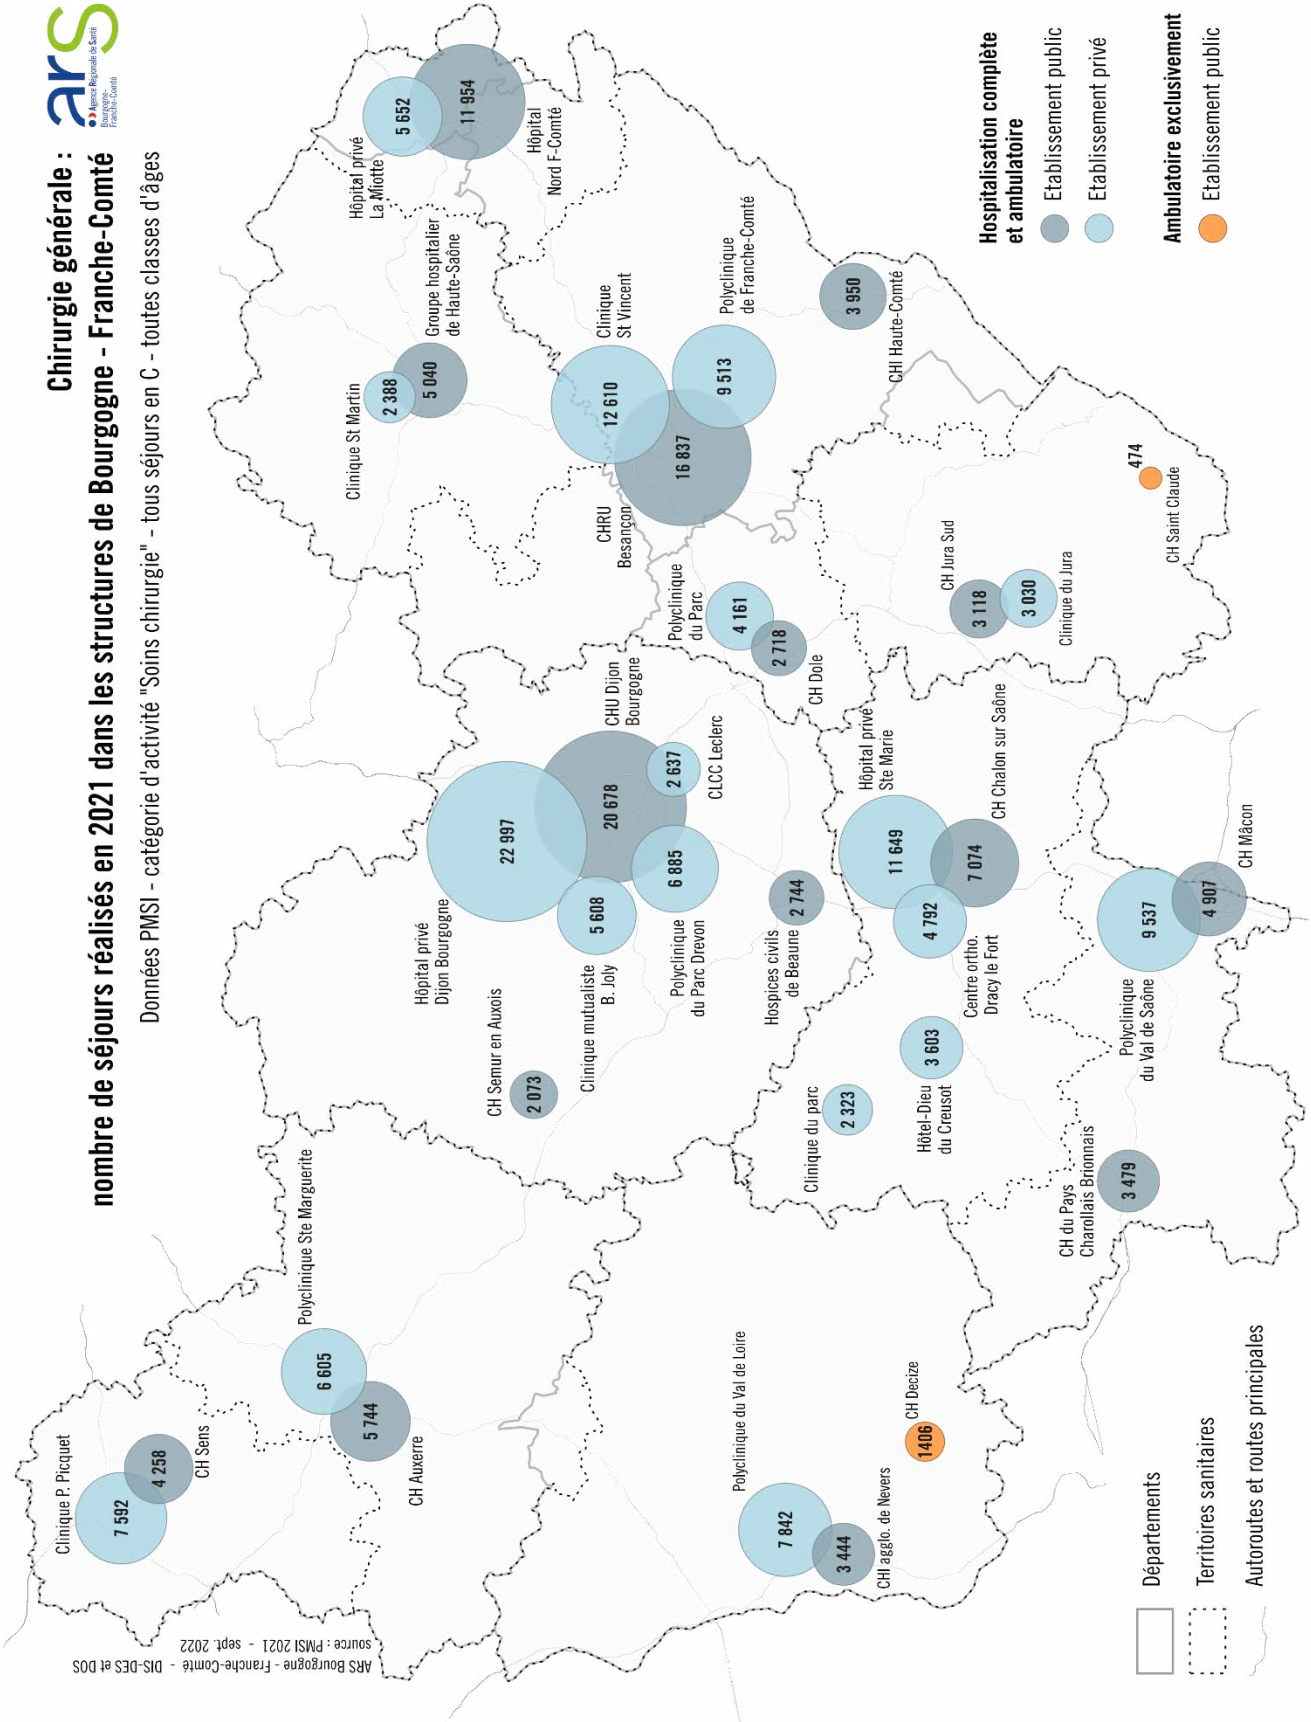 Chirurgie générale :
nombre de séjours réalisés en 2021 dans les structures de Bourgogne - Franche-Comté
Données PMSI - catégorie d'activité "Soins chirurgie" - tous séjours en C - toutes classes d'âges
ars
Agence Régionale de Santé
Bourgogne-
Franche-Comté
Clinique P. Picquet
7 592
4 258
CH Sens
Polyclinique Ste Marguerite
6 605
5 744
CH Auxerre
Polyclinique du Val de Loire
7 842
3 444
CHI agglo. de Nevers
CH Decize
1406
CH Semur en Auxois
2 073
Hôpital privé
Dijon Bourgogne
22 997
CHU Dijon
Bourgogne
20 678
Clinique mutualiste
B. Joly
5 608
Polyclinique
du Parc Drevon
6 885
2 637
CLCC Leclerc
Hospices civils
de Beaune
2 744
Clinique du parc
2 323
Hôtel-Dieu
du Creusot
3 603
Hôpital privé
Ste Marie
11 649
CH Chalon sur Saône
7 074
4 792
Centre ortho.
Dracy le Fort
CH du Pays
Charollais Brionnais
3 479
Polyclinique
du Val de Saône
9 537
4 907
CH Mâcon
Clinique St Martin
2 388
Groupe hospitalier
de Haute-Saône
5 040
Hôpital privé
La Miotte
5 652
11 954
Hôpital
Nord F-Comté
Clinique
St Vincent
12 610
CHRU
Besançon
16 837
Polyclinique
de Franche-Comté
9 513
3 950
CHI Haute-Comté
Polyclinique
du Parc
4 161
2 718
CH Dole
CH Jura Sud
3 118
3 030
Clinique du Jura
474
CH Saint Claude
Hospitalisation complète
et ambulatoire
Etablissement public
Etablissement privé
Ambulatoire exclusivement
Etablissement public
Départements
Territoires sanitaires
Autoroutes et routes principales
ARS Bourgogne - Franche-Comté - DIS-DES et DOS
source : PMSI 2021 - sept. 2022